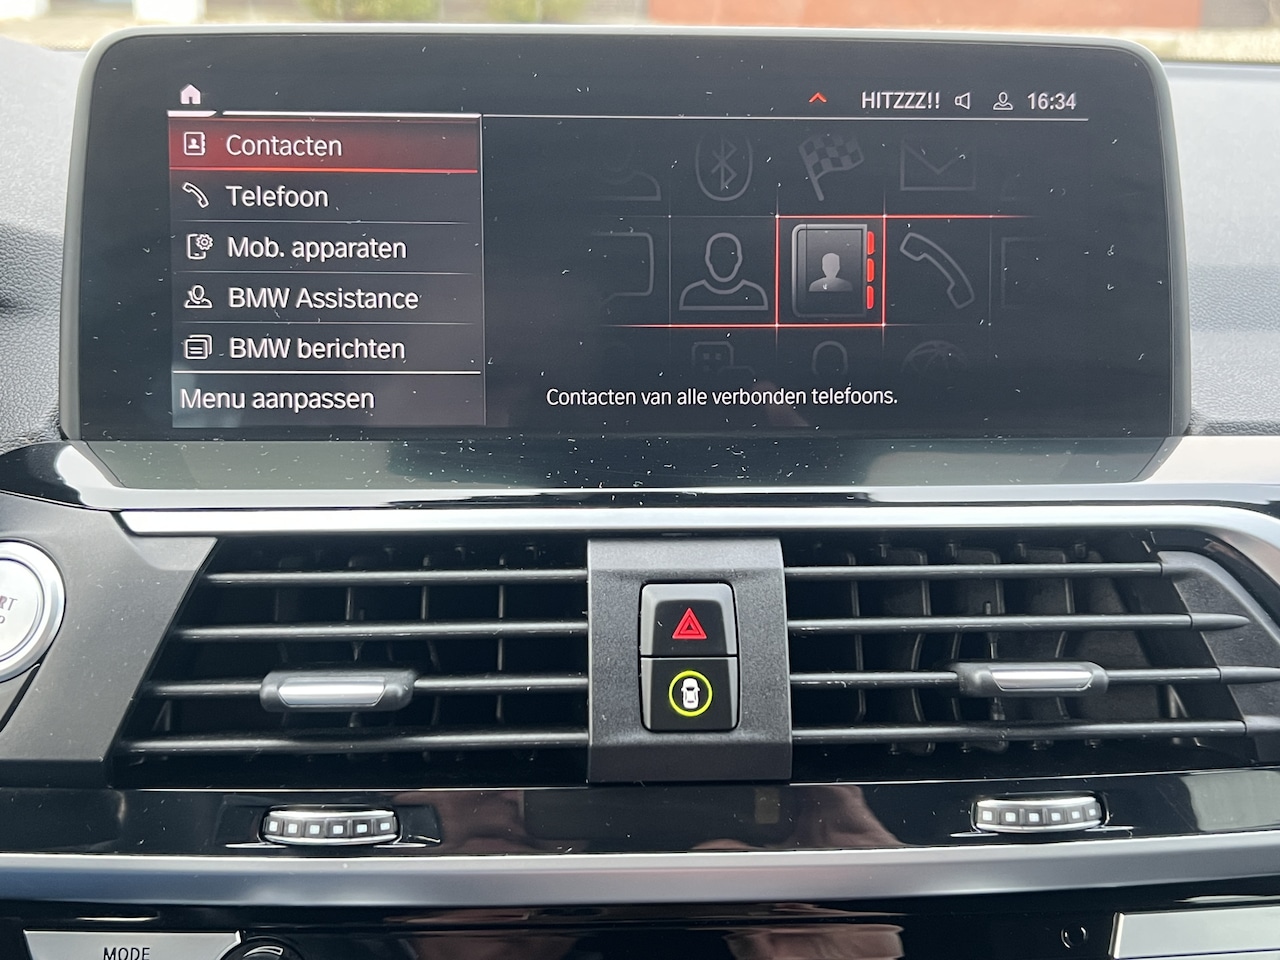 HITZZZ!! 16:34
Contacten
Telefoon
Mob. apparaten
BMW Assistance
BMW berichten
Menu aanpassen
Contacten van alle verbonden telefoons.
MODE